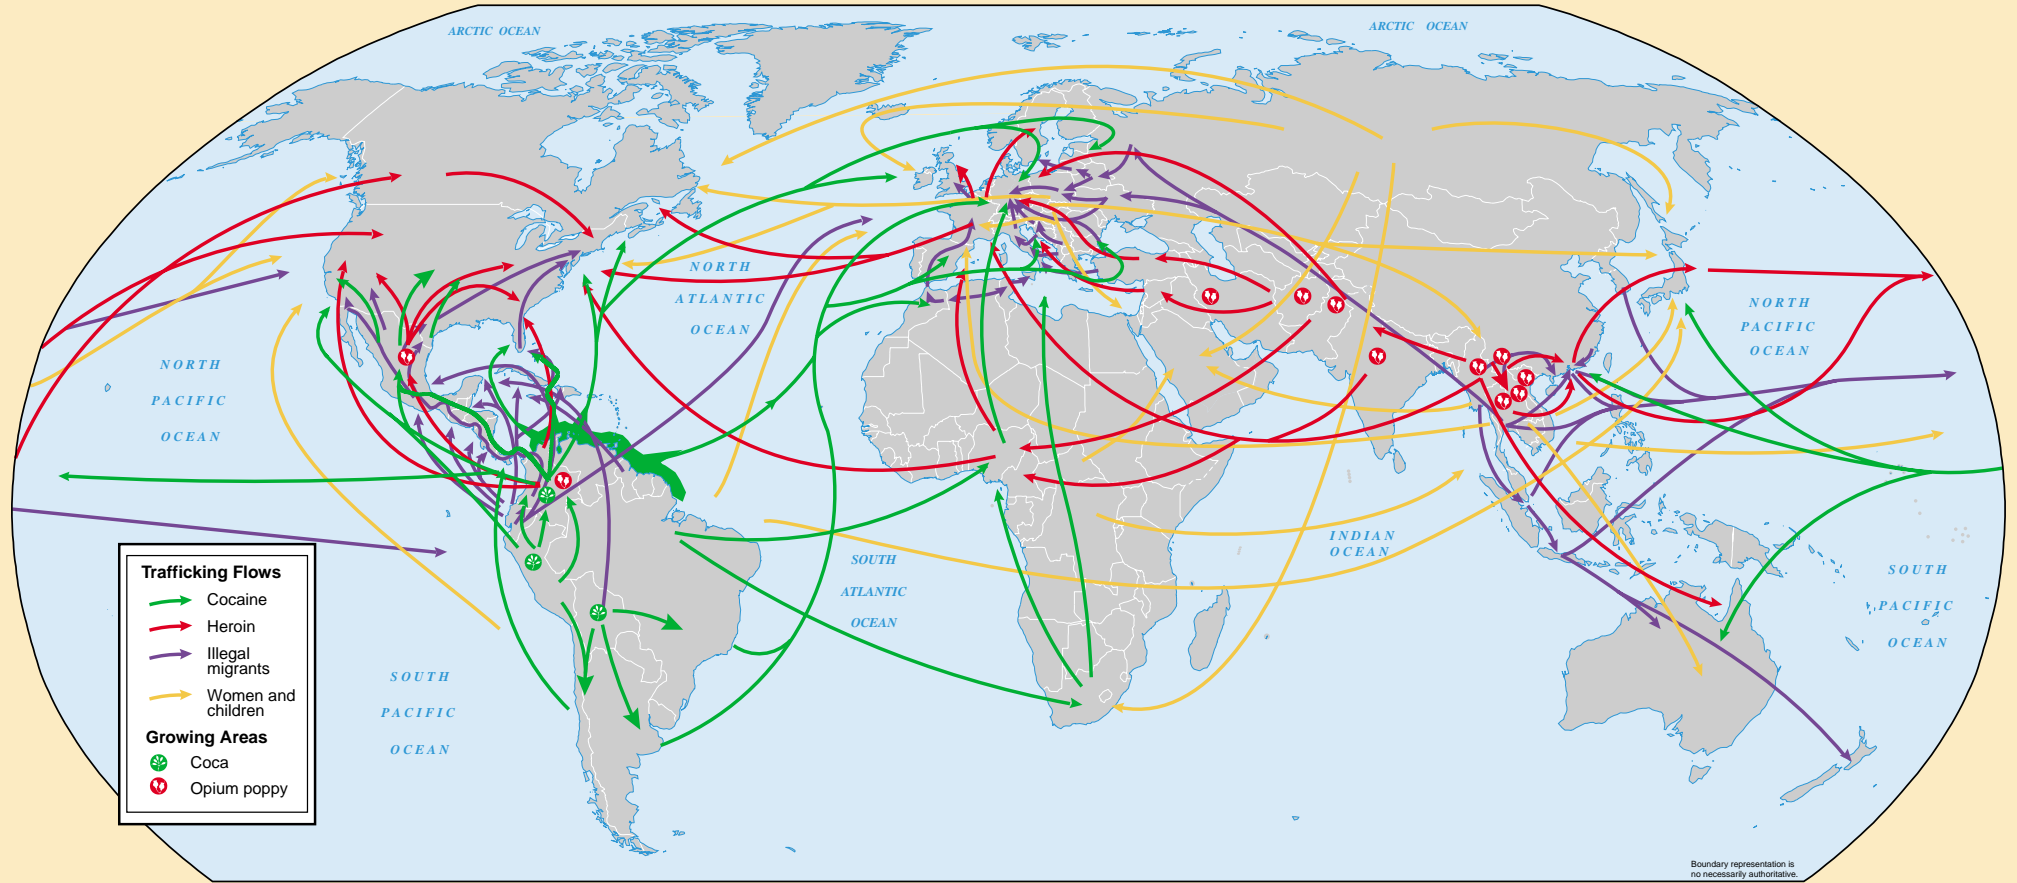 ARCTIC OCEAN
ARCTIC OCEAN
NORTH
ATLANTIC
OCEAN
NORTH
PACIFIC
OCEAN
NORTH
PACIFIC
OCEAN
INDIAN
OCEAN
SOUTH
ATLANTIC
OCEAN
SOUTH
PACIFIC
OCEAN
SOUTH
PACIFIC
OCEAN
Trafficking Flows
Cocaine
Heroin
Illegal
migrants
Women and
children
Growing Areas
Coca
Opium poppy
Boundary representation is
no necessarily authoritative.